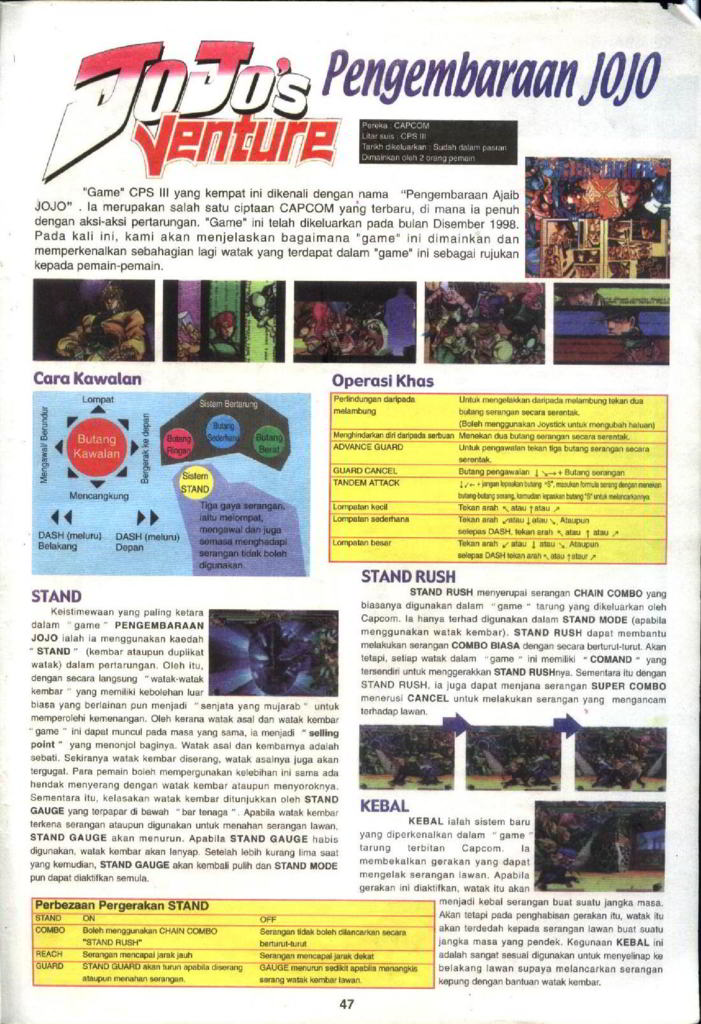 JoJo's
Venture
Pengembaraan JOJO
Pereka : CAPCOM
Litar suis : CPS III
Tarikh dikeluarkan : Sudah dalam pasran
Dimainkan oleh 2 orang pemain
"Game" CPS III yang kempat ini dikenali dengan nama "Pengembaraan Ajaib
JOJO" . Ia merupakan salah satu ciptaan CAPCOM yang terbaru, di mana ia penuh
dengan aksi-aksi pertarungan. "Game" ini telah dikeluarkan pada bulan Disember 1998.
Pada kali ini, kami akan menjelaskan bagaimana "game" ini dimainkan dan
memperkenalkan sebahagian lagi watak yang terdapat dalam "game" ini sebagai rujukan
kepada pemain-pemain.
Cara Kawalan
Lompat
Mengawal/ Berundur
Butang
Kawalan
Bergerak ke depan
Mencangkung
DASH (meluru)
Belakang
DASH (meluru)
Depan
Sistem Bertarung
Butang
Ringan
Butang
Sederhana
Butang
Berat
Sistem
STAND
Tiga gaya serangan,
iaitu melompat,
mengawal dan juga
semasa menghadapi
serangan tidak boleh
digunakan.
Operasi Khas
Perlindungan daripada Untuk mengelakkan daripada melambung tekan dua
melambung butang serangan secara serentak.
(Boleh menggunakan Joystick untuk mengubah haluan)
Menghindarkan diri daripada serbuan Menekan dua butang serangan secara serentak.
ADVANCE GUARD Untuk pengawalan tekan tiga butang serangan secara
serentak.
GUARD CANCEL Butang pengawalan ↓ ↘→+ Butang serangan
TANDEM ATTACK ↓↙← + jangan lepaskan butang "S", masukan formula serang dengan menekan
butang-butang serang, kemudian lepaskan butang "S" untuk melancarkannya.
Lompatan kecil Tekan arah ↖ atau ↑ atau ↗
Lompatan sederhana Tekan arah ↙ atau ↓ atau ↘ Ataupun
selepas DASH, tekan arah ↖ atau ↑ atau ↗
Lompatan besar Tekan arah ↙ atau ↓ atau ↘ Ataupun
selepas DASH tekan arah ↖ atau ↑ ataur ↗
STAND
Keistimewaan yang paling ketara
dalam " game " PENGEMBARAAN
JOJO ialah ia menggunakan kaedah
" STAND " (kembar ataupun duplikat
watak) dalam pertarungan. Oleh itu,
dengan secara langsung "watak-watak
kembar " yang memiliki kebolehan luar
biasa yang berlainan pun menjadi "senjata yang mujarab" untuk
memperolehi kemenangan. Oleh kerana watak asal dan watak kembar
"game " ini dapat muncul pada masa yang sama, ia menjadi " selling
point " yang menonjol baginya. Watak asal dan kembarnya adalah
sebati. Sekiranya watak kembar diserang, watak asalnya juga akan
tergugat. Para pemain boleh mempergunakan kelebihan ini sama ada
hendak menyerang dengan watak kembar ataupun menyoroknya.
Sementara itu, kelasakan watak kembar ditunjukkan oleh STAND
GAUGE yang terpapar di bawah "bar tenaga ". Apabila watak kembar
terkena serangan ataupun digunakan untuk menahan serangan lawan,
STAND GAUGE akan menurun. Apabila STAND GAUGE habis
digunakan, watak kembar akan lenyap. Setelah lebih kurang lima saat
yang kemudian, STAND GAUGE akan kembali pulih dan STAND MODE
pun dapat diaktifkan semula.
STAND RUSH
STAND RUSH menyerupai serangan CHAIN COMBO yang
biasanya digunakan dalam "game " tarung yang dikeluarkan oleh
Capcom. Ia hanya terhad digunakan dalam STAND MODE (apabila
menggunakan watak kembar). STAND RUSH dapat membantu
melakukan serangan COMBO BIASA dengan secara berturut-turut. Akan
tetapi, setiap watak dalam "game " ini memiliki " COMAND " yang
tersendiri untuk menggerakkan STAND RUSHnya. Sementara itu dengan
STAND RUSH, ia juga dapat menjana serangan SUPER COMBO
menerusi CANCEL untuk melakukan serangan yang mengancam
terhadap lawan.
KEBAL
KEBAL ialah sistem baru
yang diperkenalkan dalam "game "
tarung terbitan Capcom. Ia
membekalkan gerakan yang dapat
mengelak serangan lawan. Apabila
gerakan ini diaktifkan, watak itu akan
menjadi kebal serangan buat suatu jangka masa.
Akan tetapi pada penghabisan gerakan itu, watak itu
akan terdedah kepada serangan lawan buat suatu
jangka masa yang pendek. Kegunaan KEBAL ini
adalah sangat sesuai digunakan untuk menyelinap ke
belakang lawan supaya melancarkan serangan
kepung dengan bantuan watak kembar.
Perbezaan Pergerakan STAND
STAND ON OFF
COMBO Boleh menggunakan CHAIN COMBO Serangan tidak boleh dilancarkan secara
"STAND RUSH" berturut-turut
REACH Serangan mencapai jarak jauh Serangan mencapai jarak dekat
GUARD STAND GUARD akan turun apabila diserang GAUGE menurun sedikit apabila menangkis
ataupun menahan serangan. serang watak kembar lawan.
47